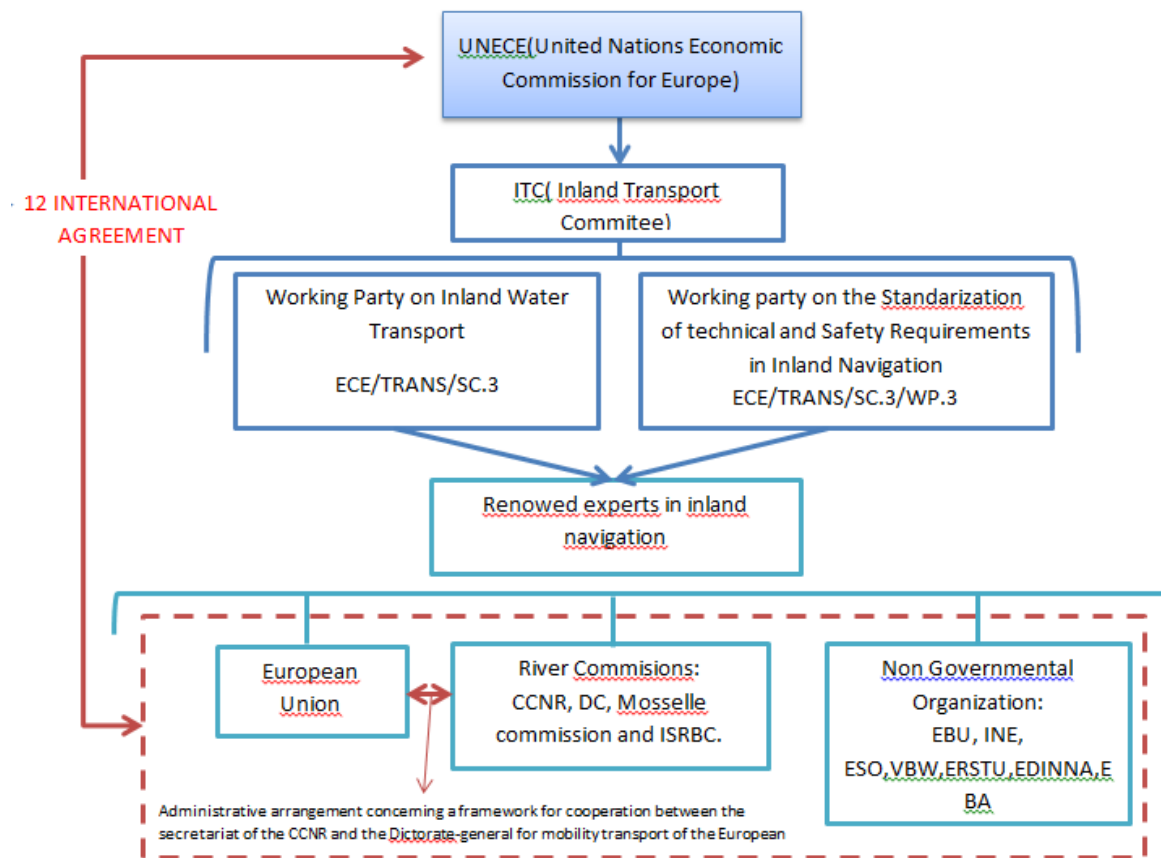 UNECE(United Nations Economic
Commission for Europe)
ITC( Inland Transport
Commitee)
12 INTERNATIONAL
AGREEMENT
Working Party on Inland Water
Transport
ECE/TRANS/SC.3
Working party on the Standarization
of technical and Safety Requirements
in Inland Navigation
ECE/TRANS/SC.3/WP.3
Renowed experts in inland
navigation
European
Union
River Commisions:
CCNR, DC, Mosselle
commission and ISRBC.
Non Governmental
Organization:
EBU, INE,
ESO,VBW,ERSTU,EDINNA,E
BA
Administrative arrangement concerning a framework for cooperation between the
secretariat of the CCNR and the Dictorate-general for mobility transport of the European